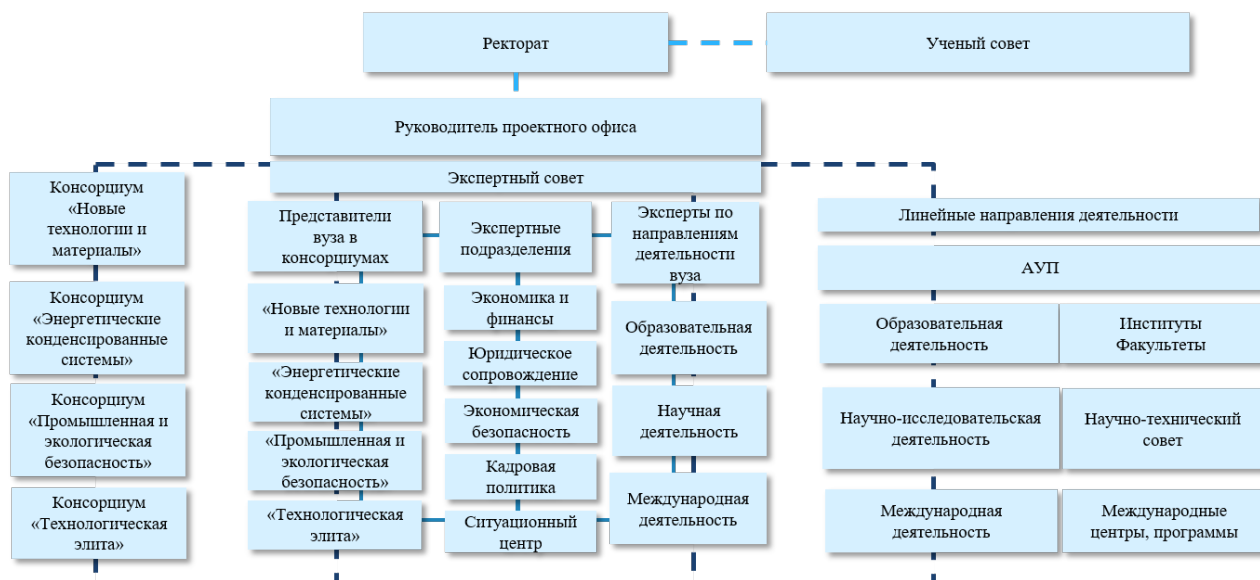 Ректорат
Ученый совет
Руководитель проектного офиса
Экспертный совет
Консорциум
«Новые
технологии и
материалы»
Консорциум
«Энергетические
конденсированные
системы»
Консорциум
«Промышленная и
экологическая
безопасность»
Консорциум
«Технологическая
элита»
Представители
вуза в
консорциумах
«Новые технологии
и материалы»
«Энергетические
конденсированные
системы»
«Промышленная и
экологическая
безопасность»
«Технологическая
элита»
Экспертные
подразделения
Экономика и
финансы
Юридическое
сопровождение
Экономическая
безопасность
Кадровая
политика
Ситуационный
центр
Эксперты по
направлениям
деятельности
вуза
Образовательная
деятельность
Научная
деятельность
Международная
деятельность
Линейные направления деятельности
АУП
Образовательная
деятельность
Институты
Факультеты
Научно-исследовательская
деятельность
Научно-технический
совет
Международная
деятельность
Международные
центры, программы